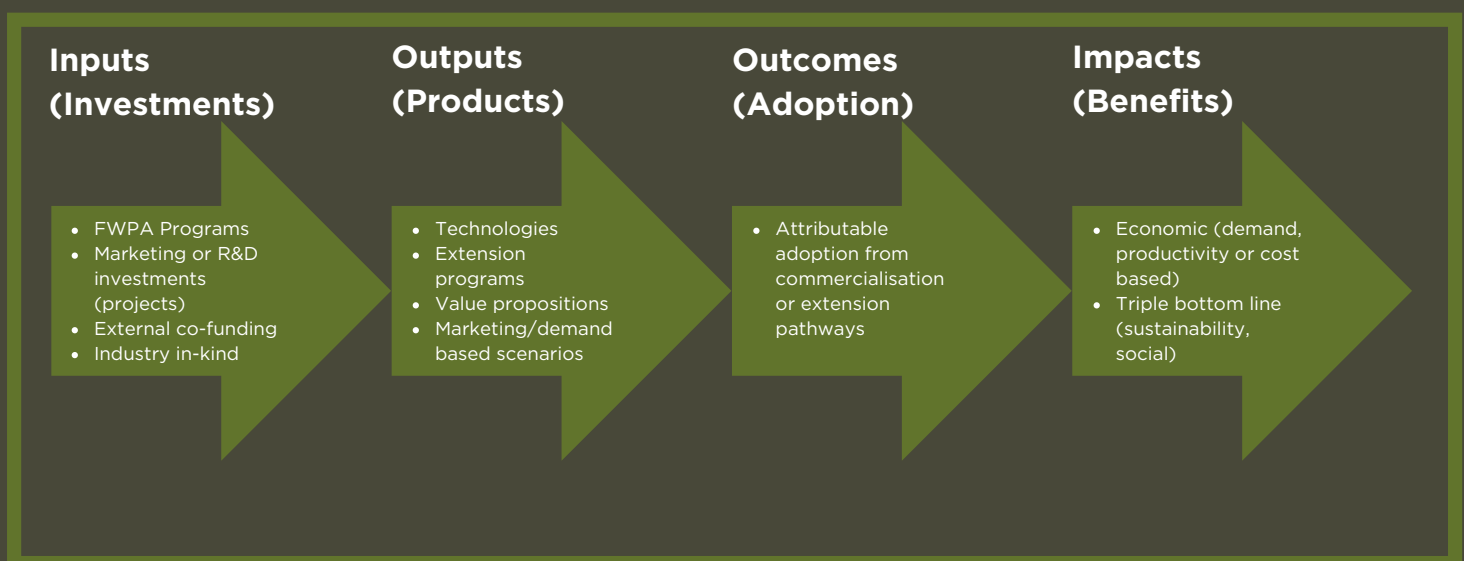 Inputs
(Investments)
• FWPA Programs
• Marketing or R&D
investments
(projects)
• External co-funding
• Industry in-kind
Outputs
(Products)
• Technologies
• Extension
programs
• Value propositions
• Marketing/demand
based scenarios
Outcomes
(Adoption)
• Attributable
adoption from
commercialisation
or extension
pathways
Impacts
(Benefits)
• Economic (demand,
productivity or cost
based)
• Triple bottom line
(sustainability,
social)